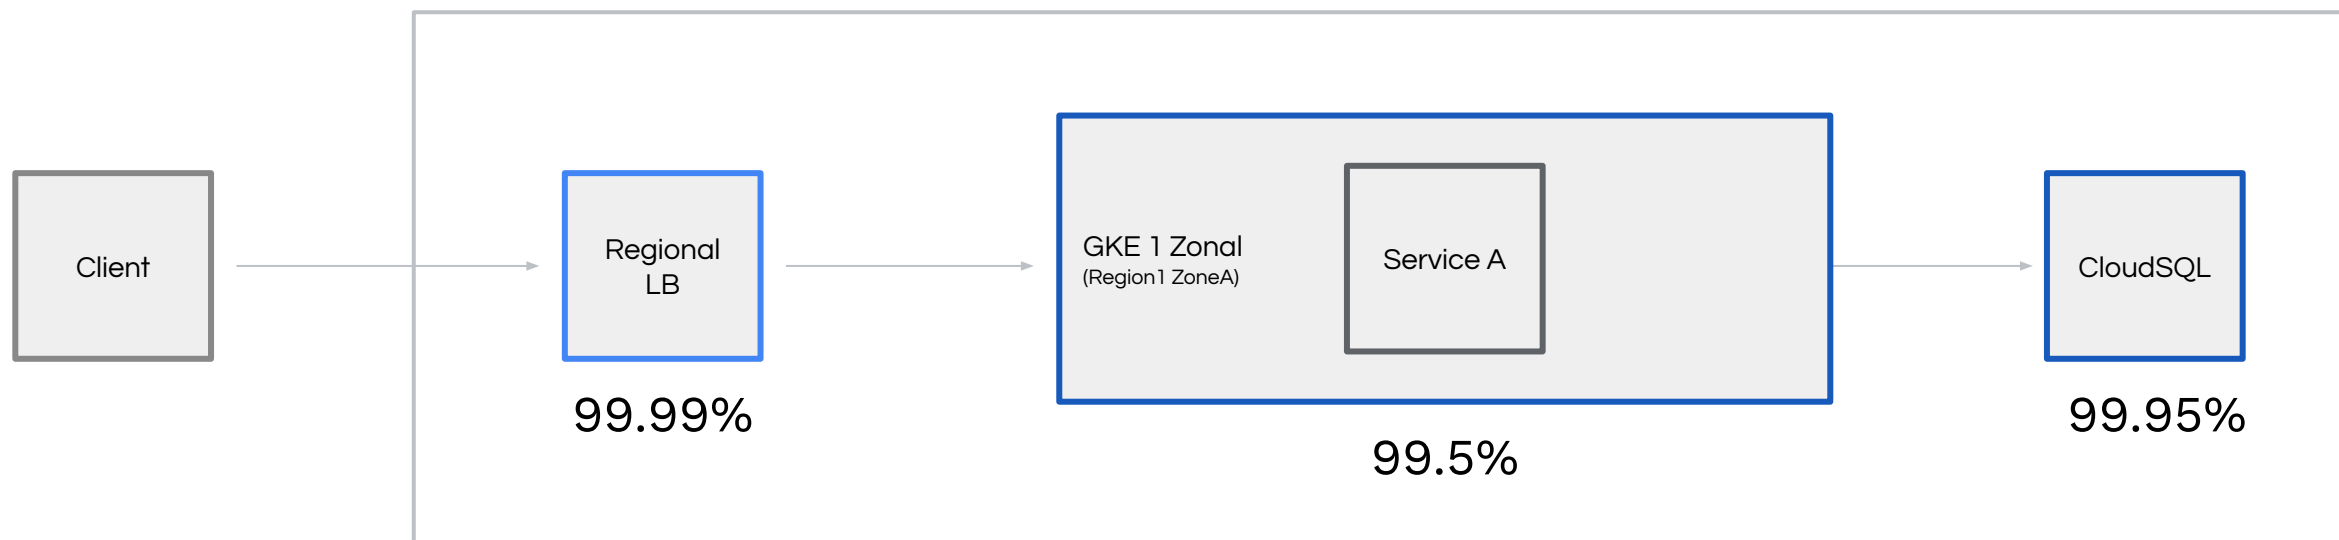 Client
Regional
LB
99.99%
GKE 1 Zonal
(Region1 ZoneA)
Service A
99.5%
CloudSQL
99.95%